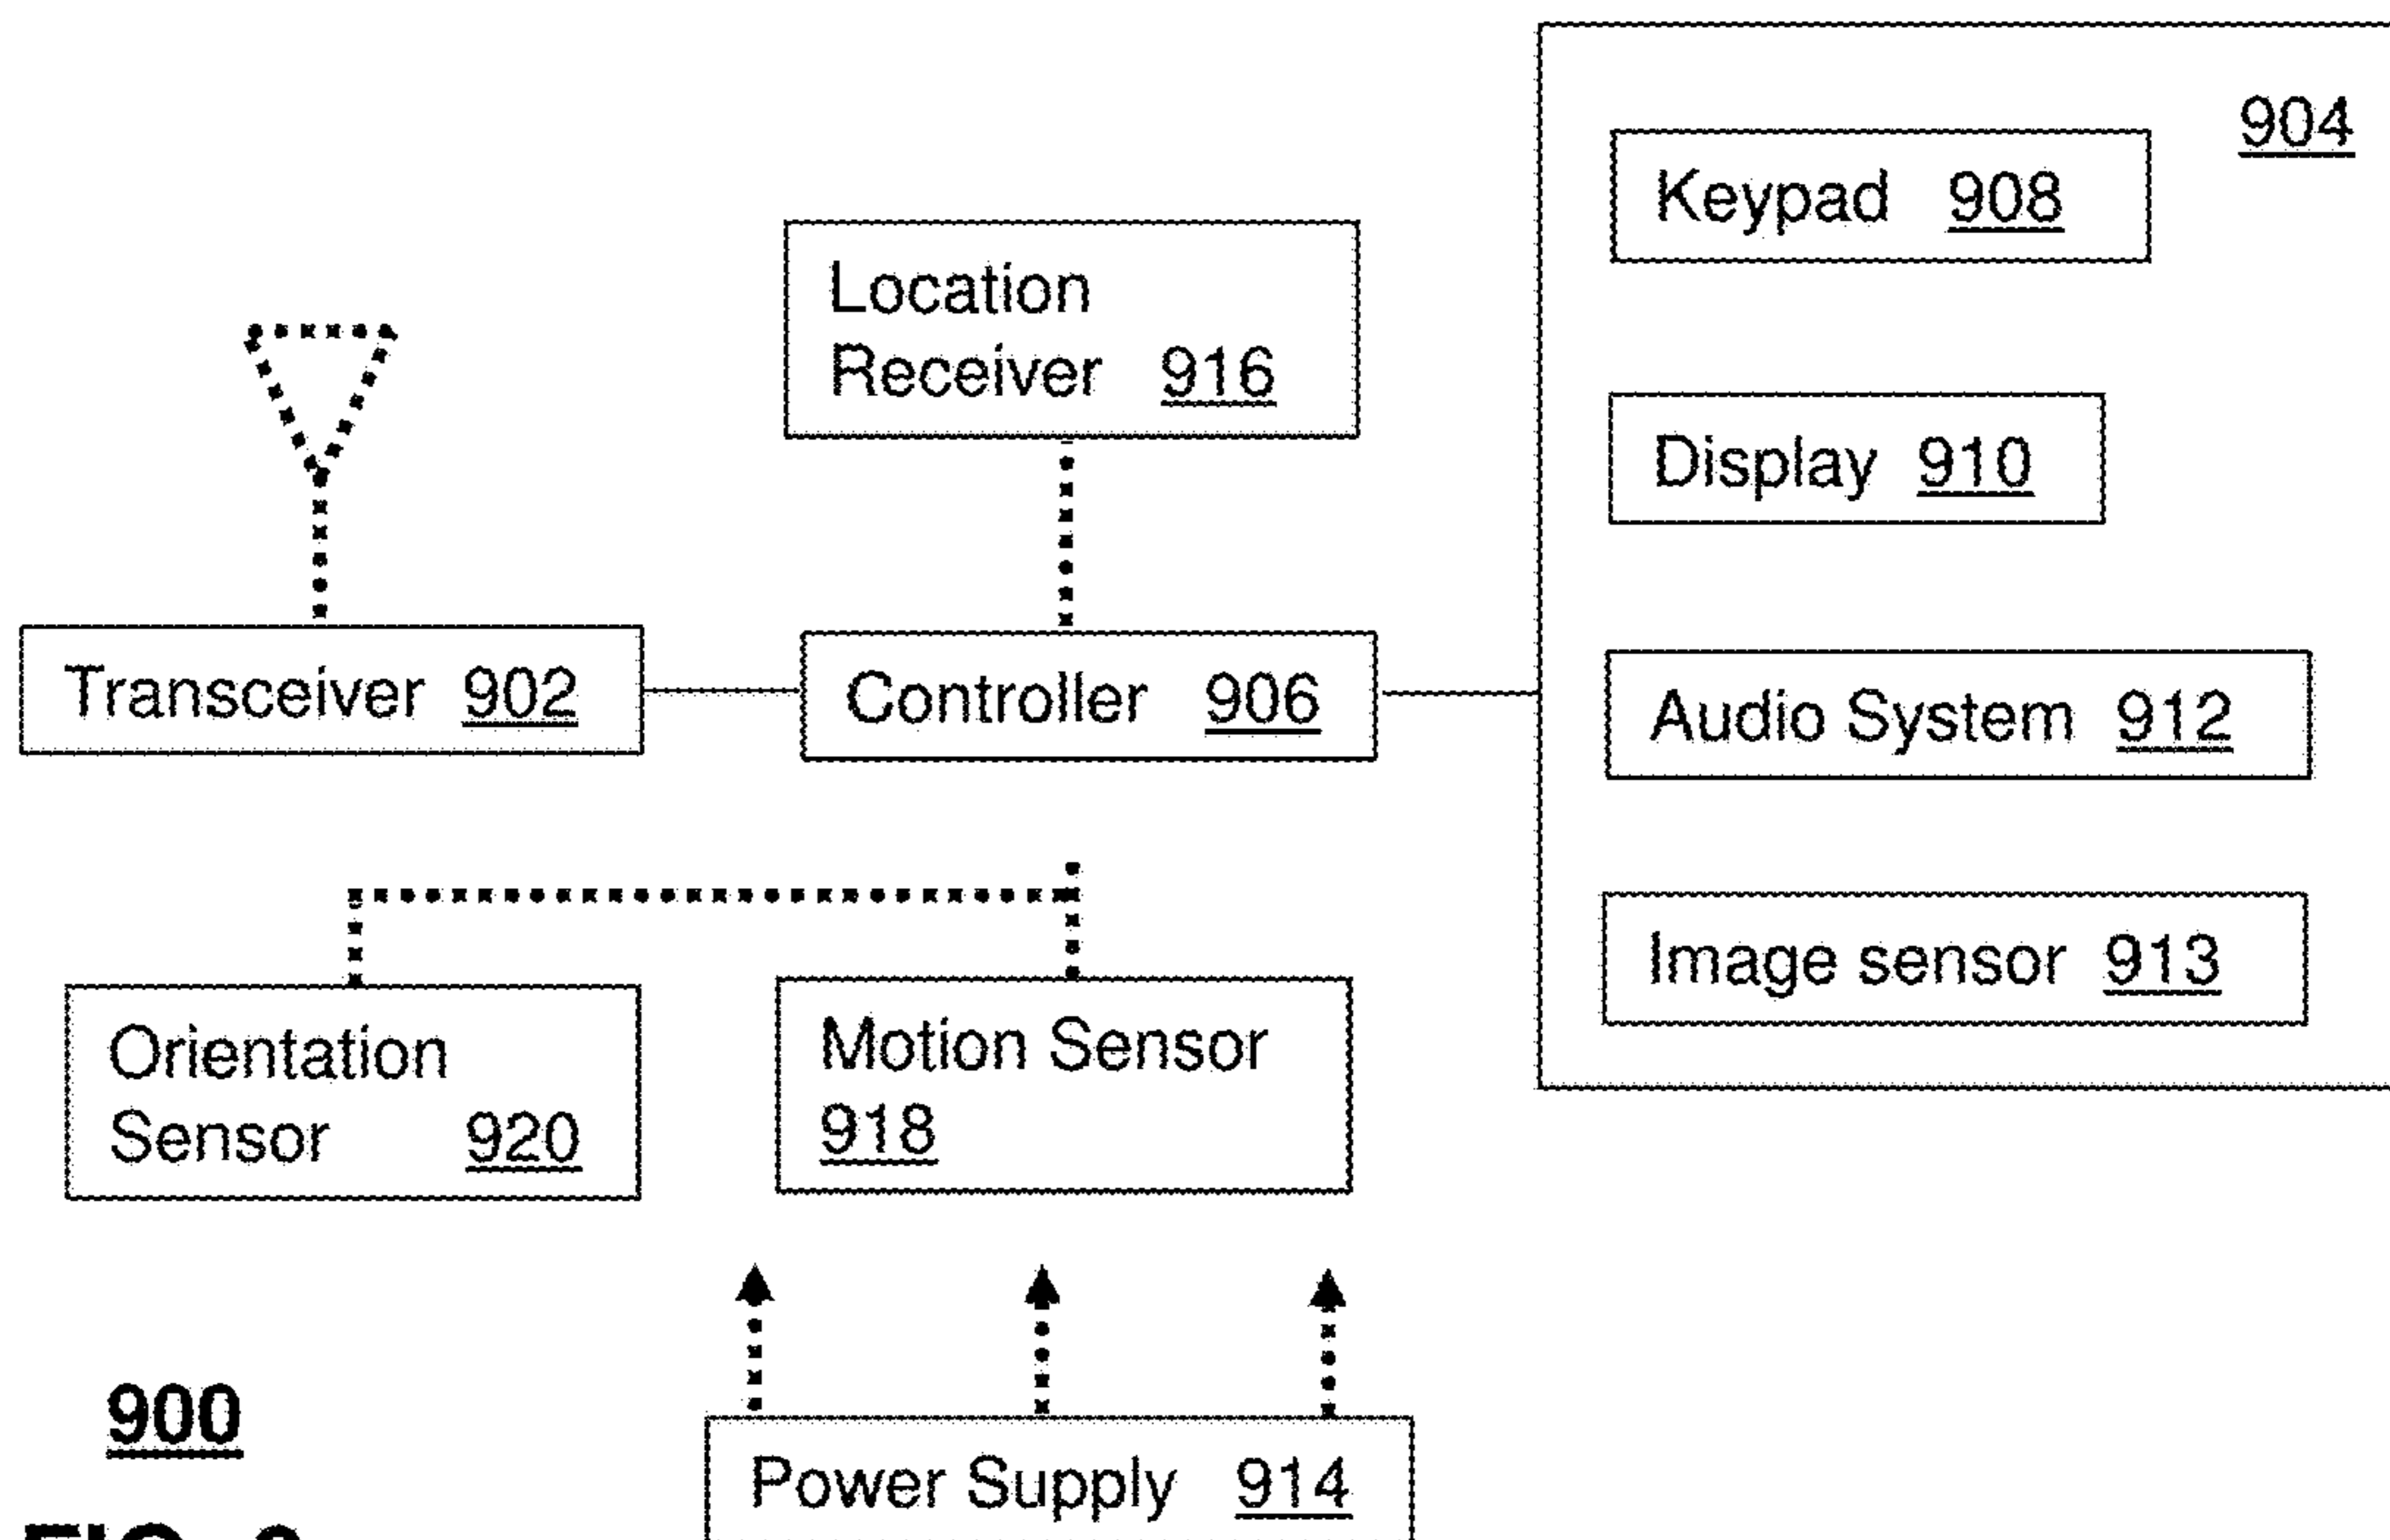 904
Keypad 908
Location
Receiver 916
Display 910
Transceiver 902
Controller 906
Audio System 912
Image sensor 913
Orientation
Sensor 920
Motion Sensor
918
900
Power Supply 914